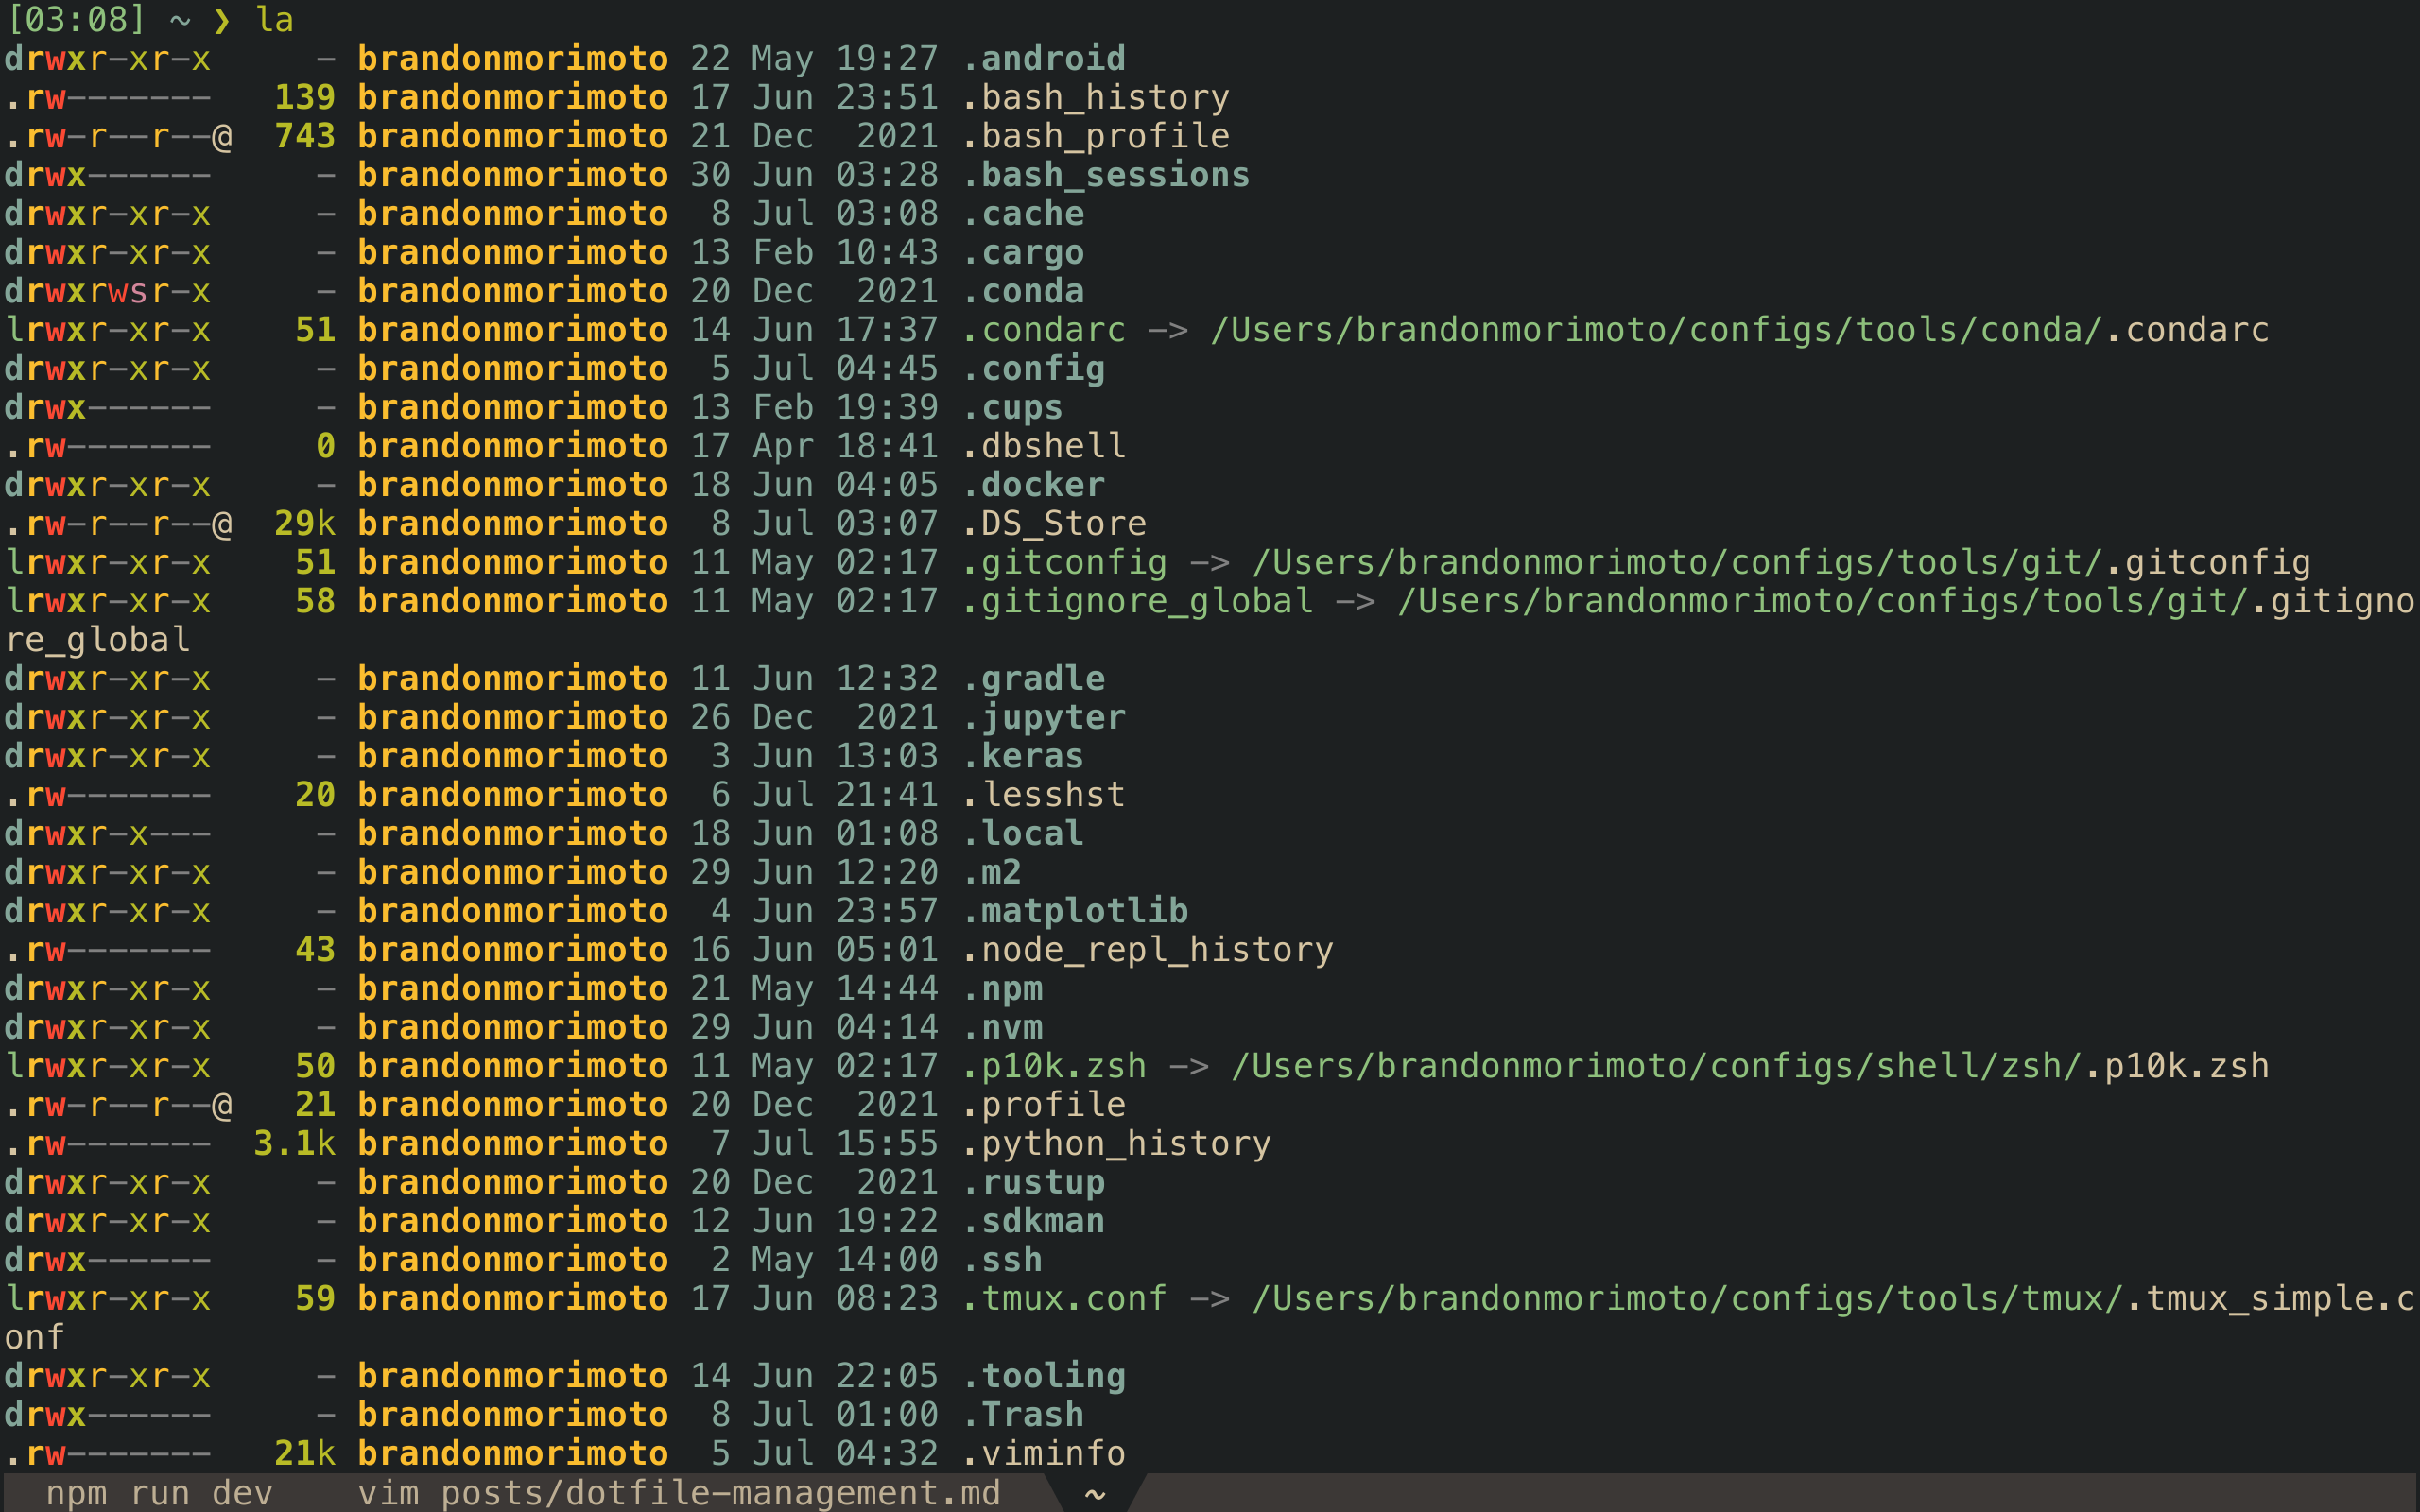 [03:08] ~ ❯ la
drwxr-xr-x     - brandonmorimoto 22 May 19:27 .android
.rw-------   139 brandonmorimoto 17 Jun 23:51 .bash_history
.rw-r--r--@  743 brandonmorimoto 21 Dec  2021 .bash_profile
drwx------     - brandonmorimoto 30 Jun 03:28 .bash_sessions
drwxr-xr-x     - brandonmorimoto  8 Jul 03:08 .cache
drwxr-xr-x     - brandonmorimoto 13 Feb 10:43 .cargo
drwxrwsr-x     - brandonmorimoto 20 Dec  2021 .conda
lrwxr-xr-x    51 brandonmorimoto 14 Jun 17:37 .condarc -> /Users/brandonmorimoto/configs/tools/conda/.condarc
drwxr-xr-x     - brandonmorimoto  5 Jul 04:45 .config
drwx------     - brandonmorimoto 13 Feb 19:39 .cups
.rw-------     0 brandonmorimoto 17 Apr 18:41 .dbshell
drwxr-xr-x     - brandonmorimoto 18 Jun 04:05 .docker
.rw-r--r--@  29k brandonmorimoto  8 Jul 03:07 .DS_Store
lrwxr-xr-x    51 brandonmorimoto 11 May 02:17 .gitconfig -> /Users/brandonmorimoto/configs/tools/git/.gitconfig
lrwxr-xr-x    58 brandonmorimoto 11 May 02:17 .gitignore_global -> /Users/brandonmorimoto/configs/tools/git/.gitigno
re_global
drwxr-xr-x     - brandonmorimoto 11 Jun 12:32 .gradle
drwxr-xr-x     - brandonmorimoto 26 Dec  2021 .jupyter
drwxr-xr-x     - brandonmorimoto  3 Jun 13:03 .keras
.rw-------    20 brandonmorimoto  6 Jul 21:41 .lesshst
drwxr-x---     - brandonmorimoto 18 Jun 01:08 .local
drwxr-xr-x     - brandonmorimoto 29 Jun 12:20 .m2
drwxr-xr-x     - brandonmorimoto  4 Jun 23:57 .matplotlib
.rw-------    43 brandonmorimoto 16 Jun 05:01 .node_repl_history
drwxr-xr-x     - brandonmorimoto 21 May 14:44 .npm
drwxr-xr-x     - brandonmorimoto 29 Jun 04:14 .nvm
lrwxr-xr-x    50 brandonmorimoto 11 May 02:17 .p10k.zsh -> /Users/brandonmorimoto/configs/shell/zsh/.p10k.zsh
.rw-r--r--@   21 brandonmorimoto 20 Dec  2021 .profile
.rw-------  3.1k brandonmorimoto  7 Jul 15:55 .python_history
drwxr-xr-x     - brandonmorimoto 20 Dec  2021 .rustup
drwxr-xr-x     - brandonmorimoto 12 Jun 19:22 .sdkman
drwx------     - brandonmorimoto  2 May 14:00 .ssh
lrwxr-xr-x    59 brandonmorimoto 17 Jun 08:23 .tmux.conf -> /Users/brandonmorimoto/configs/tools/tmux/.tmux_simple.c
onf
drwxr-xr-x     - brandonmorimoto 14 Jun 22:05 .tooling
drwx------     - brandonmorimoto  8 Jul 01:00 .Trash
.rw-------   21k brandonmorimoto  5 Jul 04:32 .viminfo
npm run dev    vim posts/dotfile-management.md    ~